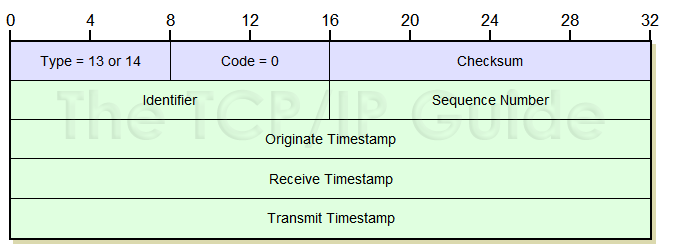 0 4 8 12 16 20 24 28 32
Type = 13 or 14 Code = 0 Checksum
Identifier Sequence Number
The TCP/IP Guide
Originate Timestamp
Receive Timestamp
Transmit Timestamp